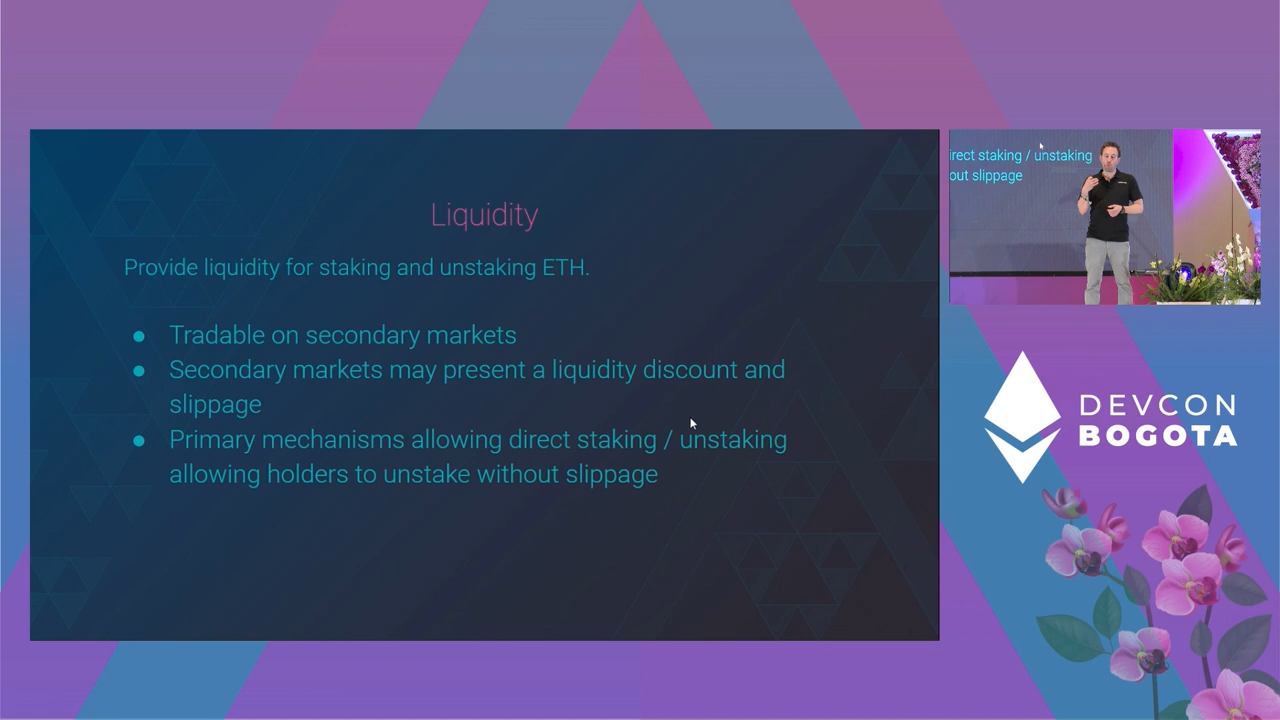 Liquidity
Provide liquidity for staking and unstaking ETH.
● Tradable on secondary markets
● Secondary markets may present a liquidity discount and
slippage
● Primary mechanisms allowing direct staking / unstaking
allowing holders to unstake without slippage
irect staking / unstaking
out slippage
DEVCON
BOGOTA